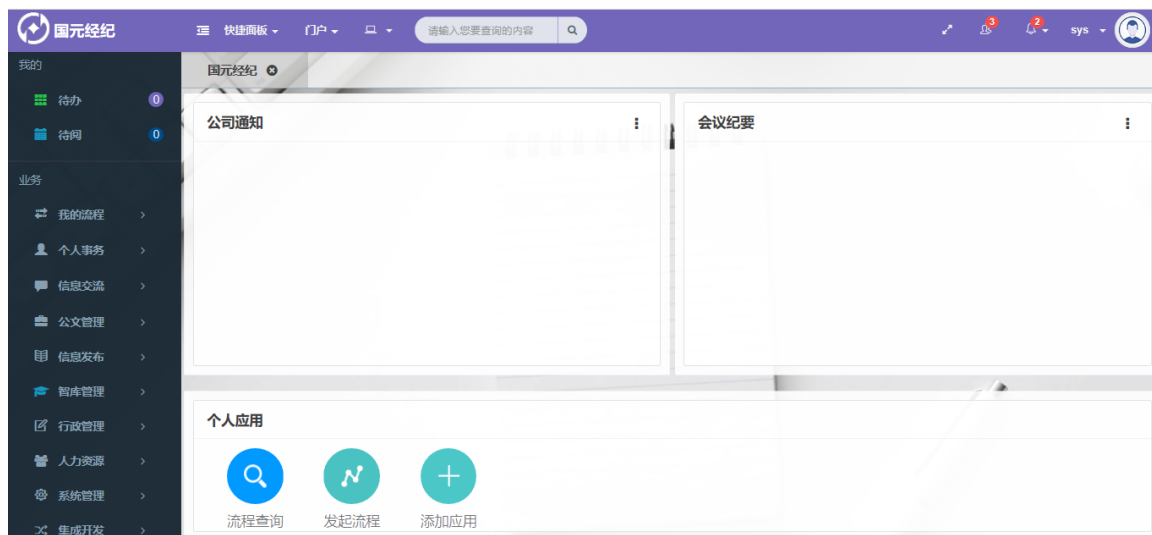 国元经纪
快捷面板
门户
请输入您要查询的内容
3
2
sys
我的
待办 0
待阅 0
业务
我的流程
个人事务
信息交流
公文管理
信息发布
智库管理
行政管理
人力资源
系统管理
集成开发
国元经纪
公司通知
会议纪要
个人应用
流程查询
发起流程
添加应用